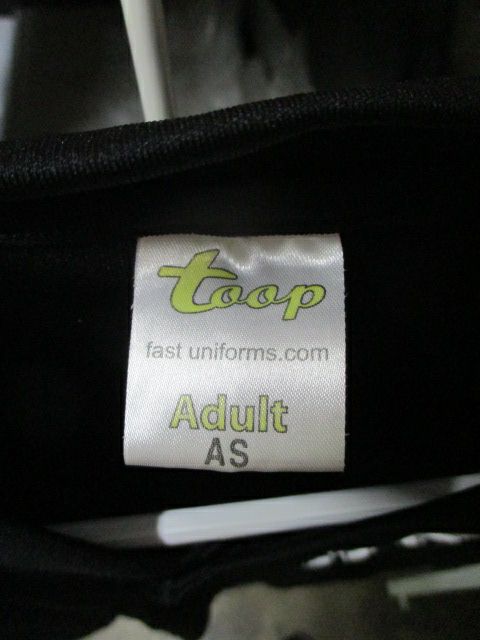 toop
fast uniforms.com
Adult
AS